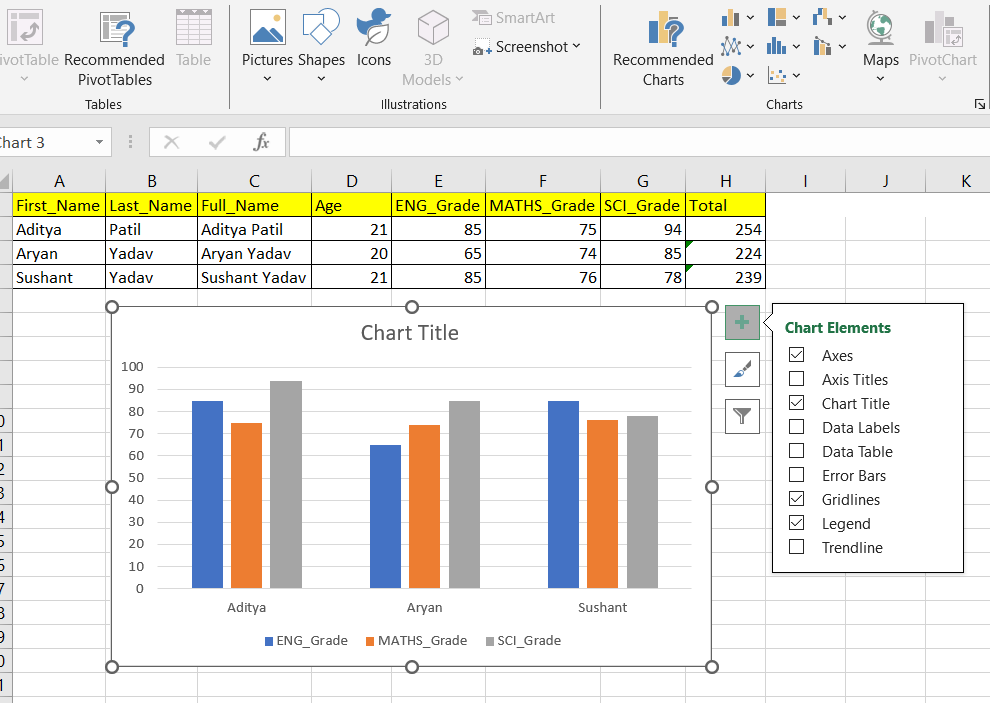 ivotTable Recommended PivotTables Table
Tables
Pictures Shapes Icons 3D Models
SmartArt
Screenshot
Illustrations
Recommended Charts
Maps PivotChart
Charts
Chart 3 fx
A B C D E F G H I J K
First_Name Last_Name Full_Name Age ENG_Grade MATHS_Grade SCI_Grade Total
Aditya Patil Aditya Patil 21 85 75 94 254
Aryan Yadav Aryan Yadav 20 65 74 85 224
Sushant Yadav Sushant Yadav 21 85 76 78 239
Chart Title
100
90
80
70
60
50
40
30
20
10
0
Aditya Aryan Sushant
ENG_Grade MATHS_Grade SCI_Grade
Chart Elements
Axes
Axis Titles
Chart Title
Data Labels
Data Table
Error Bars
Gridlines
Legend
Trendline